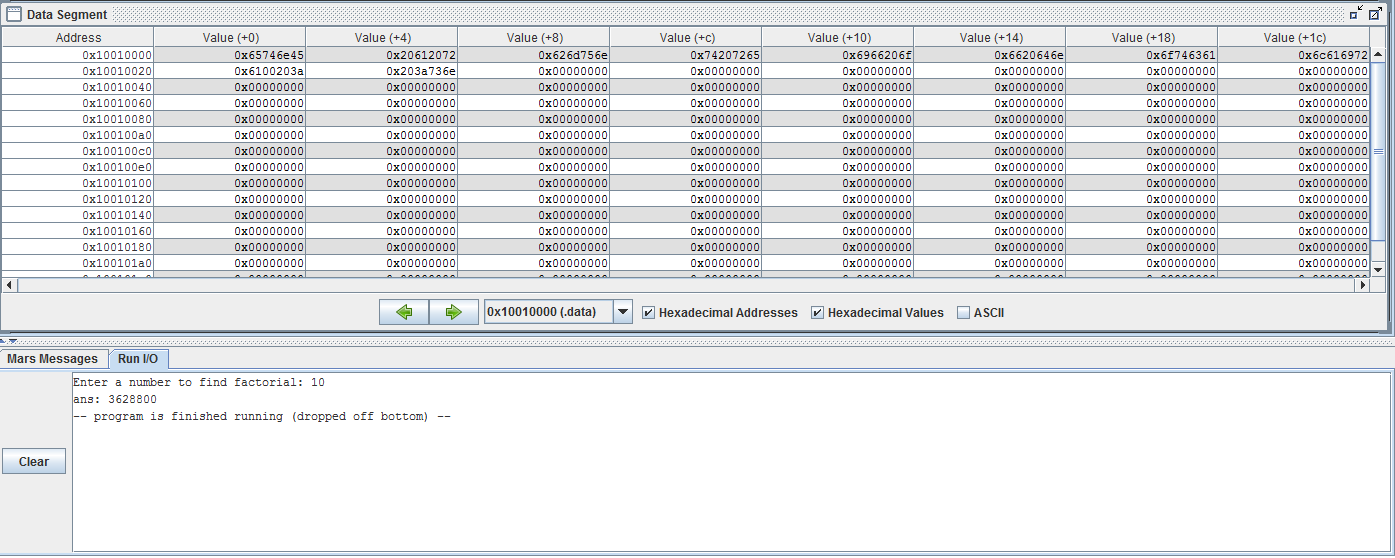 Data Segment
Address Value (+0) Value (+4) Value (+8) Value (+c) Value (+10) Value (+14) Value (+18) Value (+1c)
0x10010000 0x65746e45 0x20612072 0x626d756e 0x74207265 0x6966206f 0x6620646e 0x6f746361 0x6c616972
0x10010020 0x6100203a 0x203a736e 0x00000000 0x00000000 0x00000000 0x00000000 0x00000000 0x00000000
0x10010040 0x00000000 0x00000000 0x00000000 0x00000000 0x00000000 0x00000000 0x00000000 0x00000000
0x10010060 0x00000000 0x00000000 0x00000000 0x00000000 0x00000000 0x00000000 0x00000000 0x00000000
0x10010080 0x00000000 0x00000000 0x00000000 0x00000000 0x00000000 0x00000000 0x00000000 0x00000000
0x100100a0 0x00000000 0x00000000 0x00000000 0x00000000 0x00000000 0x00000000 0x00000000 0x00000000
0x100100c0 0x00000000 0x00000000 0x00000000 0x00000000 0x00000000 0x00000000 0x00000000 0x00000000
0x100100e0 0x00000000 0x00000000 0x00000000 0x00000000 0x00000000 0x00000000 0x00000000 0x00000000
0x10010100 0x00000000 0x00000000 0x00000000 0x00000000 0x00000000 0x00000000 0x00000000 0x00000000
0x10010120 0x00000000 0x00000000 0x00000000 0x00000000 0x00000000 0x00000000 0x00000000 0x00000000
0x10010140 0x00000000 0x00000000 0x00000000 0x00000000 0x00000000 0x00000000 0x00000000 0x00000000
0x10010160 0x00000000 0x00000000 0x00000000 0x00000000 0x00000000 0x00000000 0x00000000 0x00000000
0x10010180 0x00000000 0x00000000 0x00000000 0x00000000 0x00000000 0x00000000 0x00000000 0x00000000
0x100101a0 0x00000000 0x00000000 0x00000000 0x00000000 0x00000000 0x00000000 0x00000000 0x00000000
0x10010000 (.data) Hexadecimal Addresses Hexadecimal Values ASCII
Mars Messages Run I/O
Enter a number to find factorial: 10
ans: 3628800
-- program is finished running (dropped off bottom) --
Clear